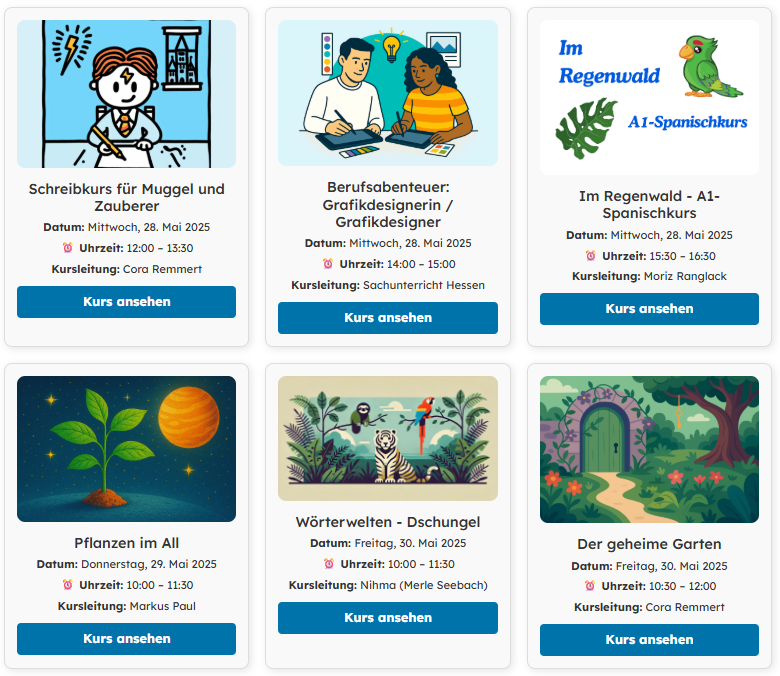 Schreibkurs für Muggel und
Zauberer
Datum: Mittwoch, 28. Mai 2025
⏰ Uhrzeit: 12:00 – 13:30
Kursleitung: Cora Remmert
Kurs ansehen
Berufsabenteuer:
Grafikdesignerin /
Grafikdesigner
Datum: Mittwoch, 28. Mai 2025
⏰ Uhrzeit: 14:00 – 15:00
Kursleitung: Sachunterricht Hessen
Kurs ansehen
Im
Regenwald
A1-Spanischkurs
Im Regenwald - A1-
Spanischkurs
Datum: Mittwoch, 28. Mai 2025
⏰ Uhrzeit: 15:30 – 16:30
Kursleitung: Moriz Ranglack
Kurs ansehen
Pflanzen im All
Datum: Donnerstag, 29. Mai 2025
⏰ Uhrzeit: 10:00 – 11:30
Kursleitung: Markus Paul
Kurs ansehen
Wörterwelten - Dschungel
Datum: Freitag, 30. Mai 2025
⏰ Uhrzeit: 10:00 – 11:30
Kursleitung: Nihma (Merle Seebach)
Kurs ansehen
Der geheime Garten
Datum: Freitag, 30. Mai 2025
⏰ Uhrzeit: 10:30 – 12:00
Kursleitung: Cora Remmert
Kurs ansehen